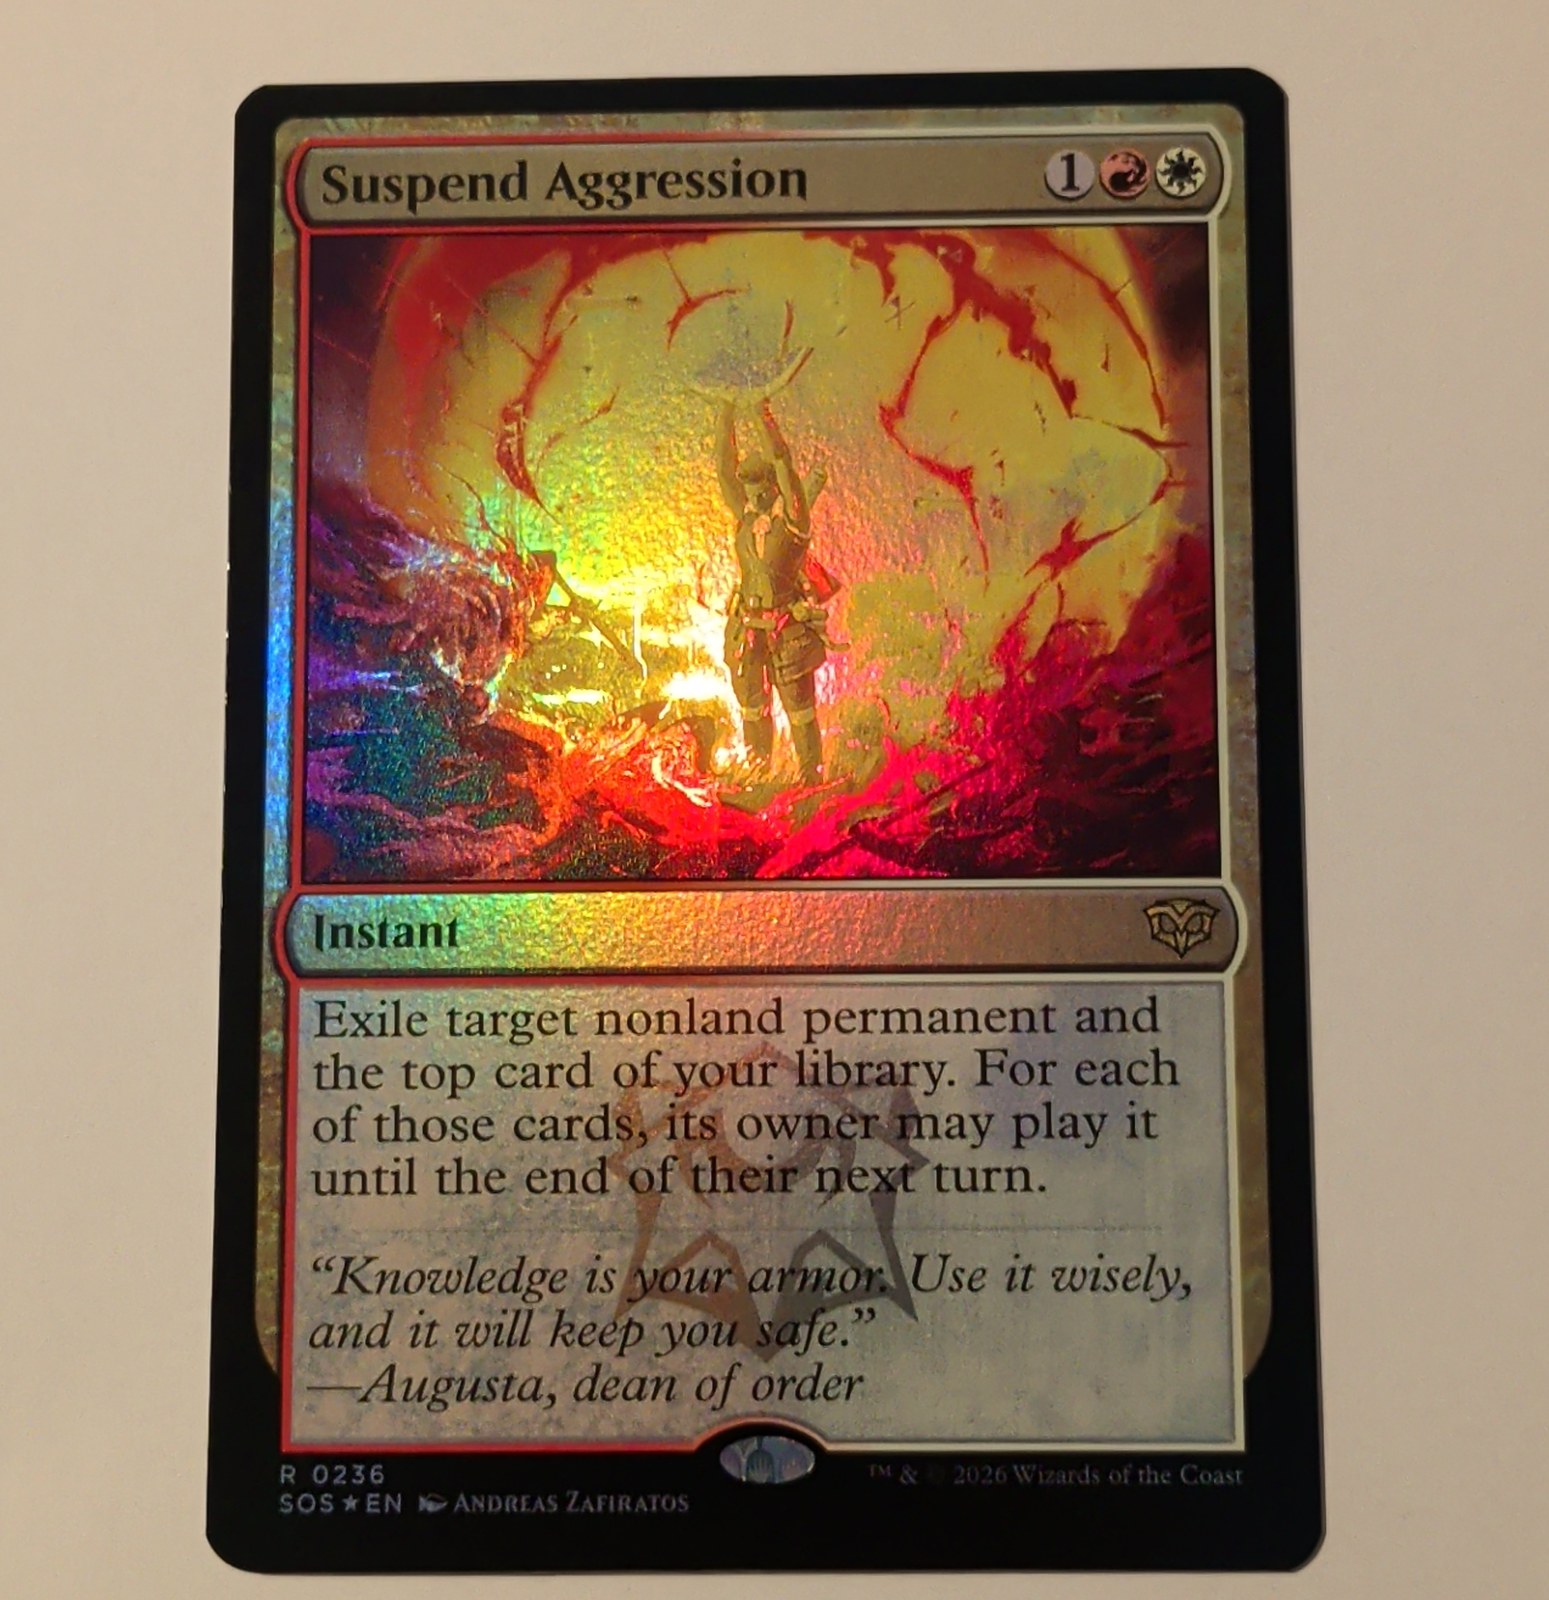 Suspend Aggression 1
Instant
Exile target nonland permanent and
the top card of your library. For each
of those cards, its owner may play it
until the end of their next turn.
“Knowledge is your armor. Use it wisely,
and it will keep you safe.”
—Augusta, dean of order
R 0236
™ & © 2026 Wizards of the Coast
SOS★EN ANDREAS ZAFIRATOS